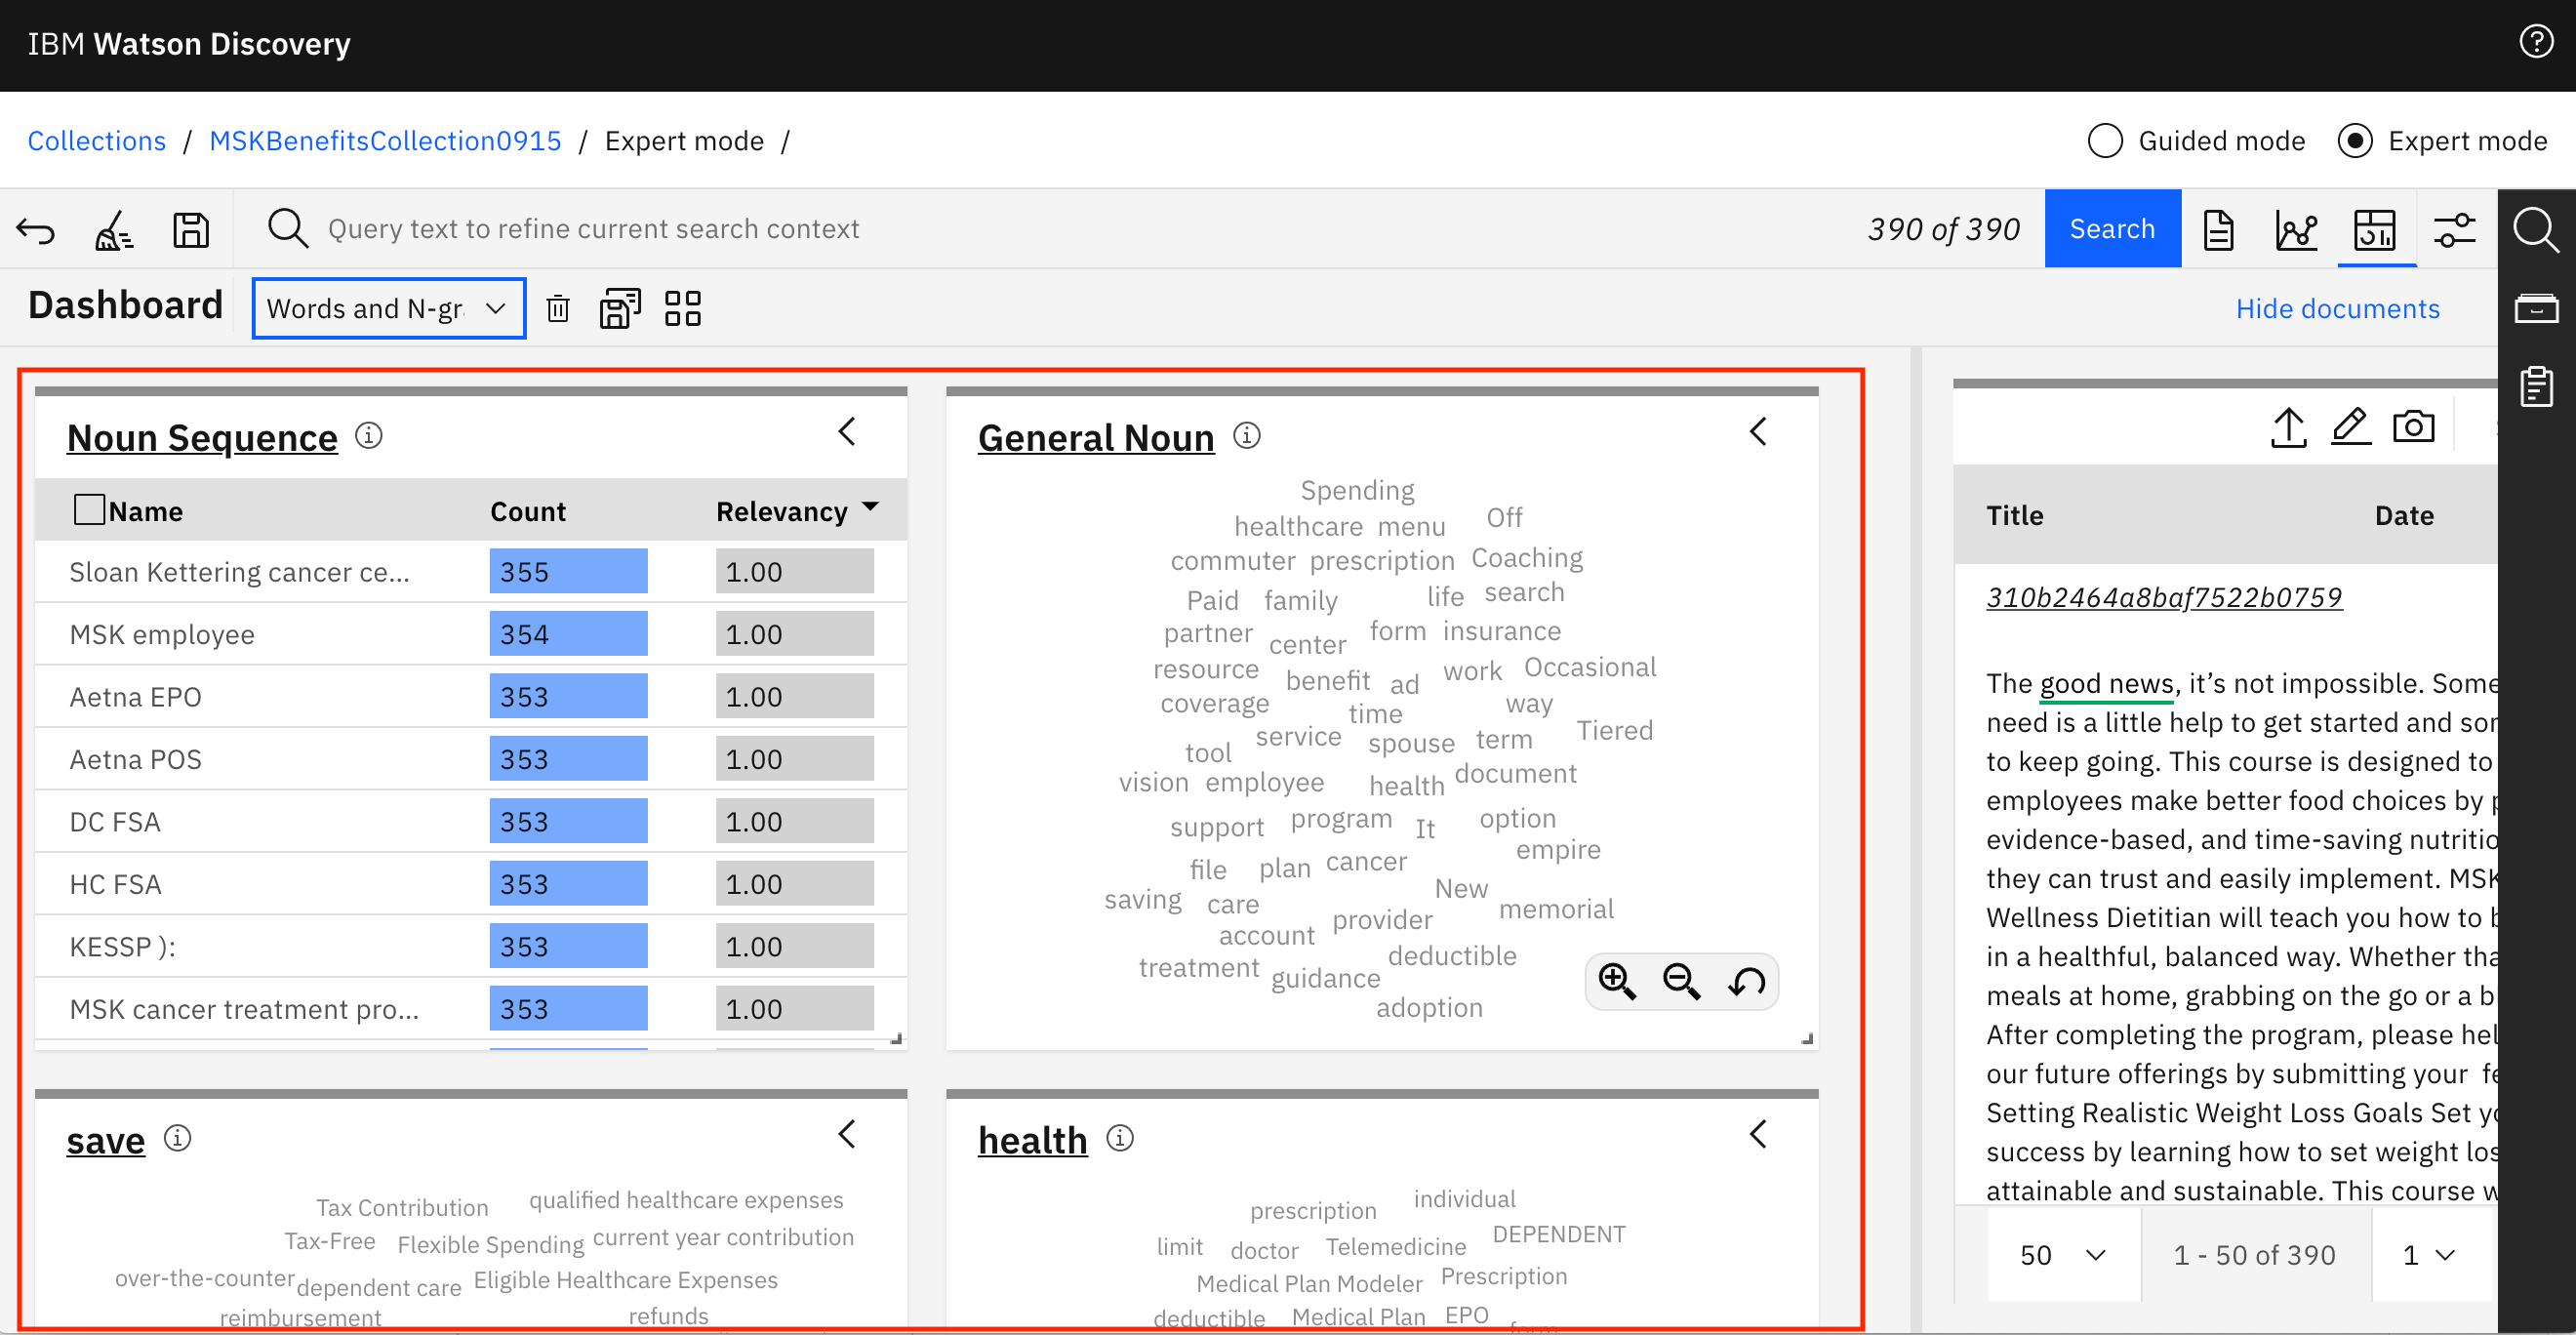 IBM Watson Discovery
Collections / MSKBenefitsCollection0915 / Expert mode /
Guided mode
Expert mode
Query text to refine current search context
390 of 390
Search
Dashboard
Words and N-gr
Hide documents
Noun Sequence
Name Count Relevancy
Sloan Kettering cancer ce... 355 1.00
MSK employee 354 1.00
Aetna EPO 353 1.00
Aetna POS 353 1.00
DC FSA 353 1.00
HC FSA 353 1.00
KESSP ): 353 1.00
MSK cancer treatment pro... 353 1.00
General Noun
Spending
healthcare menu Off
commuter prescription Coaching
Paid family life search
partner center form insurance
resource benefit ad work Occasional
coverage time way
tool service spouse term Tiered
vision employee health document
support program It option
file plan cancer empire
saving care New memorial
account provider
treatment guidance deductible
adoption
save
Tax Contribution qualified healthcare expenses
Tax-Free Flexible Spending current year contribution
over-the-counter dependent care Eligible Healthcare Expenses
reimbursement refunds
health
prescription individual
limit doctor Telemedicine DEPENDENT
Medical Plan Modeler Prescription
deductible Medical Plan EPO
Title Date
310b2464a8baf7522b0759
The good news, it’s not impossible. Some
need is a little help to get started and
to keep going. This course is designed to
employees make better food choices by
evidence-based, and time-saving
they can trust and easily implement. MSK
Wellness Dietitian will teach you how to
in a healthful, balanced way. Whether
meals at home, grabbing on the go or a
After completing the program, please
our future offerings by submitting your
Setting Realistic Weight Loss Goals Set
success by learning how to set weight
attainable and sustainable. This course
50
1 - 50 of 390
1